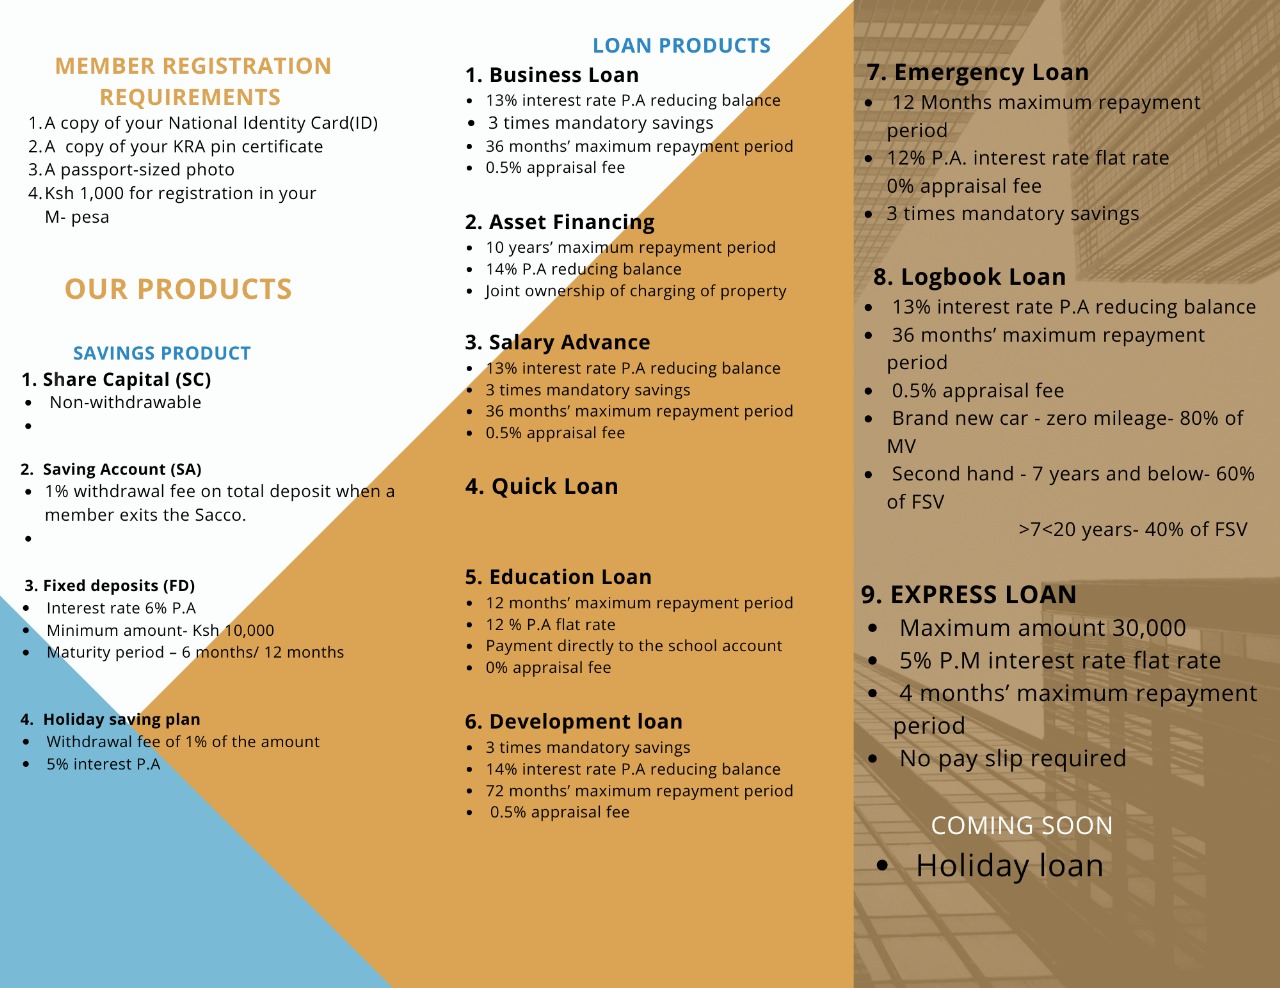 MEMBER REGISTRATION
REQUIREMENTS
1. A copy of your National Identity Card(ID)
2. A copy of your KRA pin certificate
3. A passport-sized photo
4. Ksh 1,000 for registration in your
M- pesa
OUR PRODUCTS
SAVINGS PRODUCT
1. Share Capital (SC)
• Non-withdrawable
•
2. Saving Account (SA)
• 1% withdrawal fee on total deposit when a
member exits the Sacco.
•
3. Fixed deposits (FD)
• Interest rate 6% P.A
• Minimum amount- Ksh 10,000
• Maturity period – 6 months/ 12 months
4. Holiday saving plan
• Withdrawal fee of 1% of the amount
• 5% interest P.A
LOAN PRODUCTS
1. Business Loan
• 13% interest rate P.A reducing balance
• 3 times mandatory savings
• 36 months’ maximum repayment period
• 0.5% appraisal fee
2. Asset Financing
• 10 years’ maximum repayment period
• 14% P.A reducing balance
• Joint ownership of charging of property
3. Salary Advance
• 13% interest rate P.A reducing balance
• 3 times mandatory savings
• 36 months’ maximum repayment period
• 0.5% appraisal fee
4. Quick Loan
5. Education Loan
• 12 months’ maximum repayment period
• 12 % P.A flat rate
• Payment directly to the school account
• 0% appraisal fee
6. Development loan
• 3 times mandatory savings
• 14% interest rate P.A reducing balance
• 72 months’ maximum repayment period
• 0.5% appraisal fee
7. Emergency Loan
• 12 Months maximum repayment
period
• 12% P.A. interest rate flat rate
0% appraisal fee
• 3 times mandatory savings
8. Logbook Loan
• 13% interest rate P.A reducing balance
• 36 months’ maximum repayment
period
• 0.5% appraisal fee
• Brand new car - zero mileage- 80% of
MV
• Second hand - 7 years and below- 60%
of FSV
>7<20 years- 40% of FSV
9. EXPRESS LOAN
• Maximum amount 30,000
• 5% P.M interest rate flat rate
• 4 months’ maximum repayment
period
• No pay slip required
COMING SOON
• Holiday loan